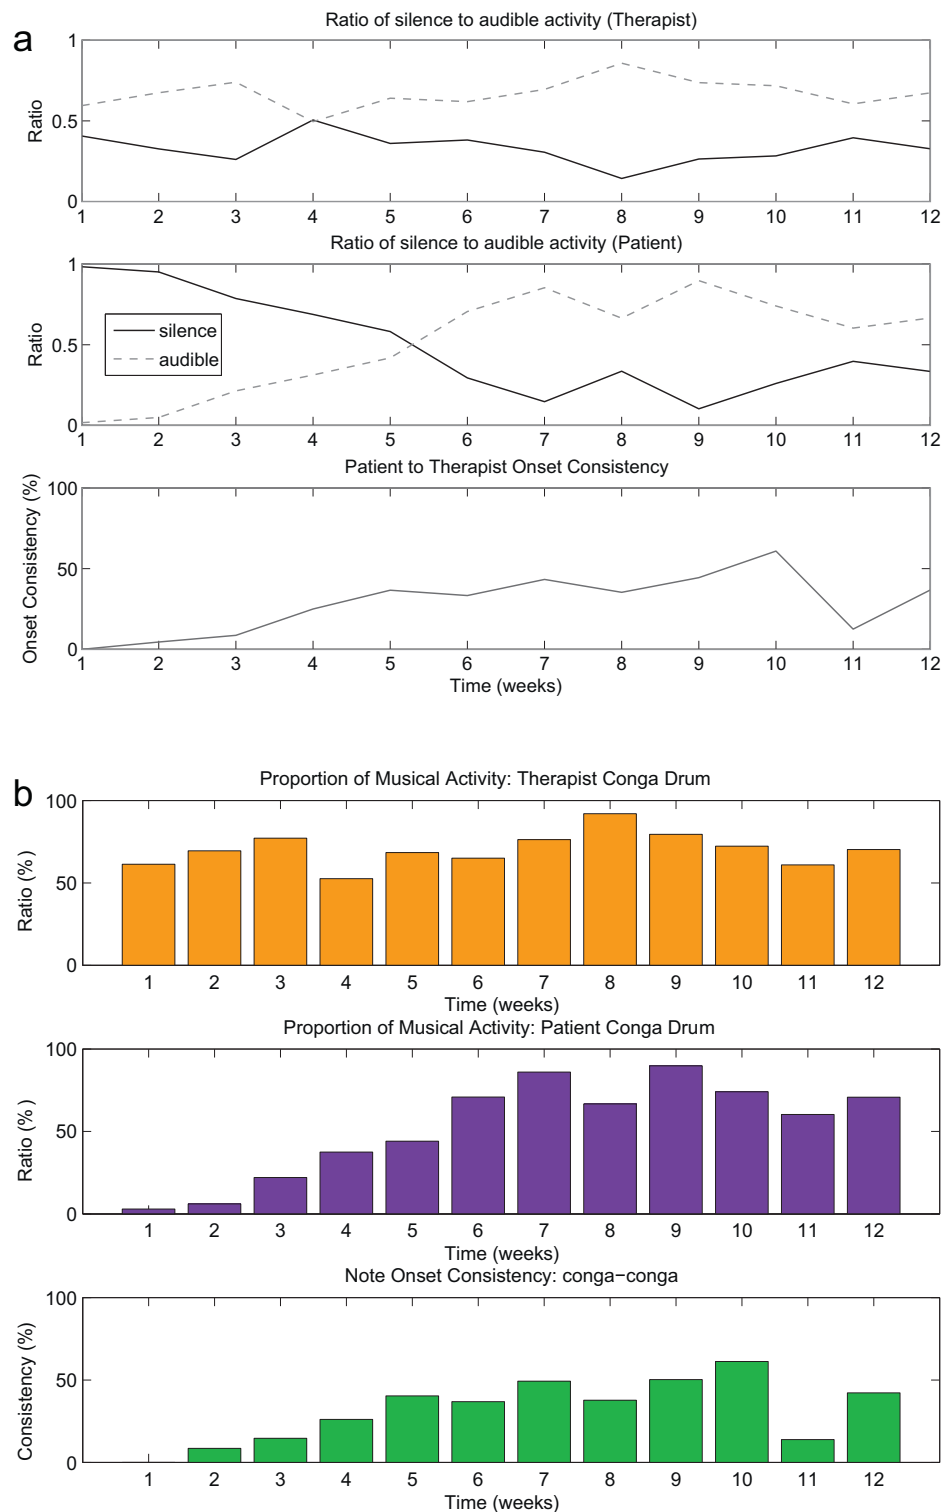 a
Ratio of silence to audible activity (Therapist)
1
0.5
0
Ratio
1 2 3 4 5 6 7 8 9 10 11 12
Ratio of silence to audible activity (Patient)
1
0.5
0
Ratio
silence
audible
1 2 3 4 5 6 7 8 9 10 11 12
Patient to Therapist Onset Consistency
100
50
0
Onset Consistency (%)
1 2 3 4 5 6 7 8 9 10 11 12
Time (weeks)
b
Proportion of Musical Activity: Therapist Conga Drum
100
50
0
Ratio (%)
1 2 3 4 5 6 7 8 9 10 11 12
Time (weeks)
Proportion of Musical Activity: Patient Conga Drum
100
50
0
Ratio (%)
1 2 3 4 5 6 7 8 9 10 11 12
Time (weeks)
Note Onset Consistency: conga−conga
100
50
0
Consistency (%)
1 2 3 4 5 6 7 8 9 10 11 12
Time (weeks)